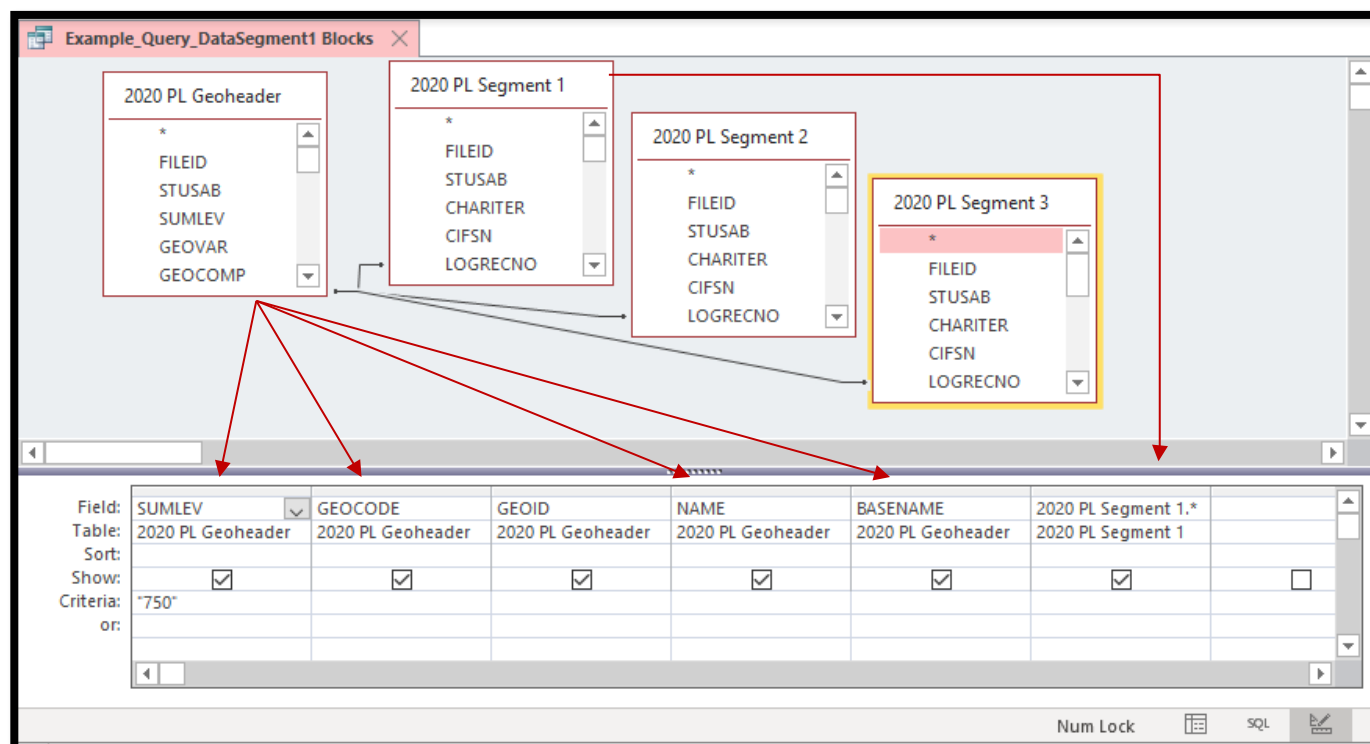 Example_Query_DataSegment1 Blocks
2020 PL Geoheader
*
FILEID
STUSAB
SUMLEV
GEOVAR
GEOCOMP
2020 PL Segment 1
*
FILEID
STUSAB
CHARITER
CIFSN
LOGRECNO
2020 PL Segment 2
*
FILEID
STUSAB
CHARITER
CIFSN
LOGRECNO
2020 PL Segment 3
*
FILEID
STUSAB
CHARITER
CIFSN
LOGRECNO
Field: SUMLEV GEOCODE GEOID NAME BASENAME 2020 PL Segment 1.*
Table: 2020 PL Geoheader 2020 PL Geoheader 2020 PL Geoheader 2020 PL Geoheader 2020 PL Geoheader 2020 PL Segment 1
Sort:
Show:
Criteria: "750"
or:
Num Lock SQL